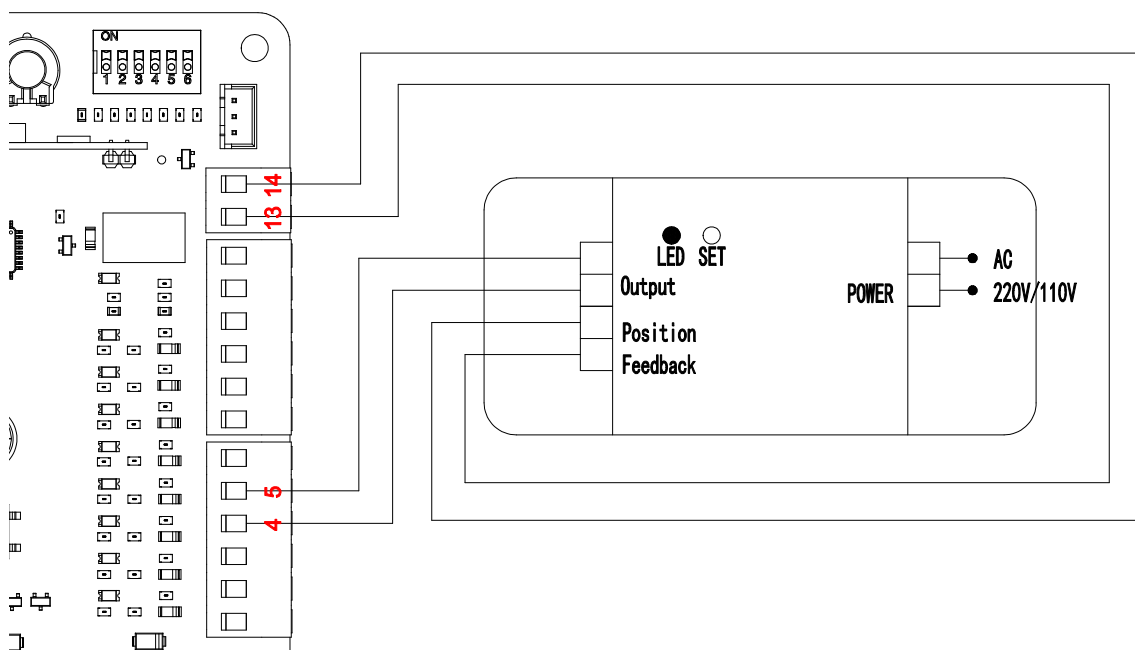 ON
1 2 3 4 5 6
14
13
LED SET
Output
Position
Feedback
POWER
AC
220V/110V
5
4